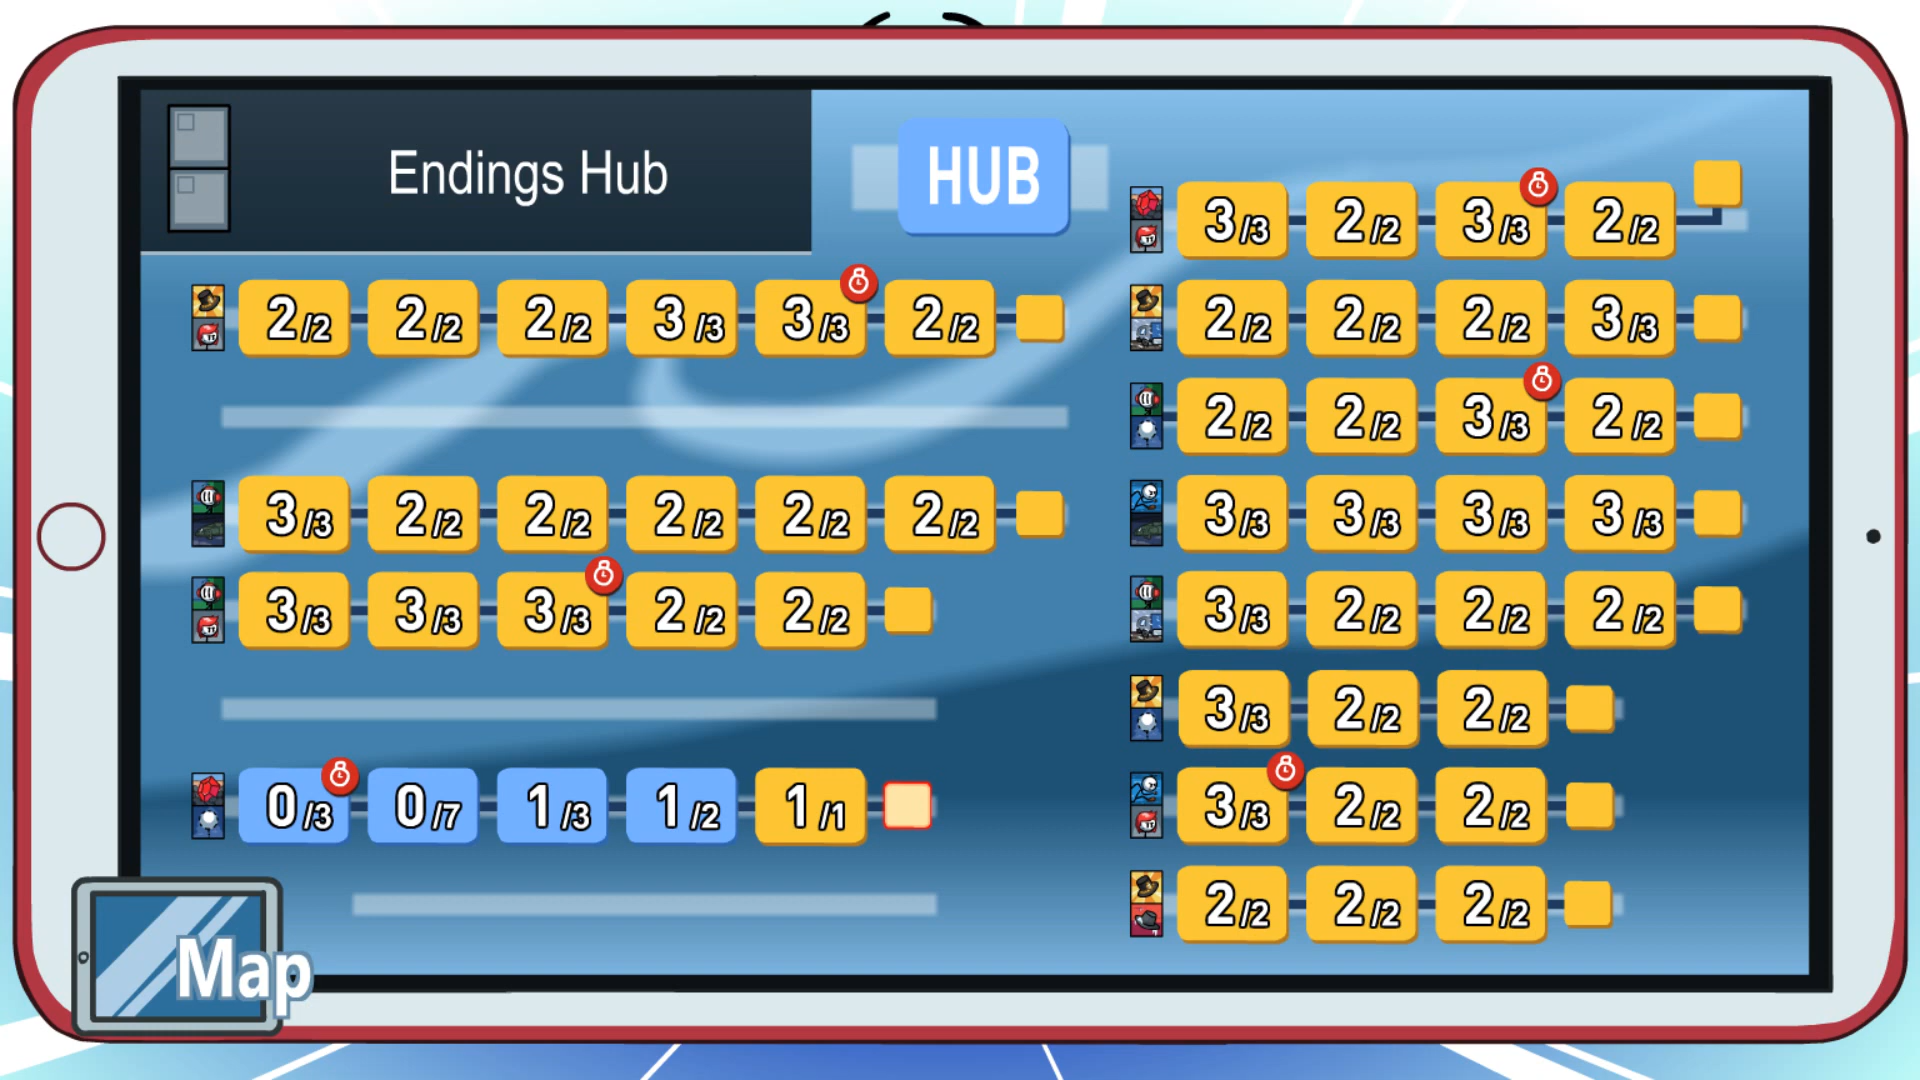 Endings Hub
HUB
2/2 2/2 2/2 3/3 3/3 2/2
3/3 2/2 2/2 2/2 2/2 2/2
3/3 3/3 3/3 2/2 2/2
0/3 0/7 1/3 1/2 1/1
3/3 2/2 3/3 2/2
2/2 2/2 2/2 3/3
2/2 2/2 3/3 2/2
3/3 3/3 3/3 3/3
3/3 2/2 2/2 2/2
3/3 2/2 2/2
3/3 2/2 2/2
2/2 2/2 2/2
Map